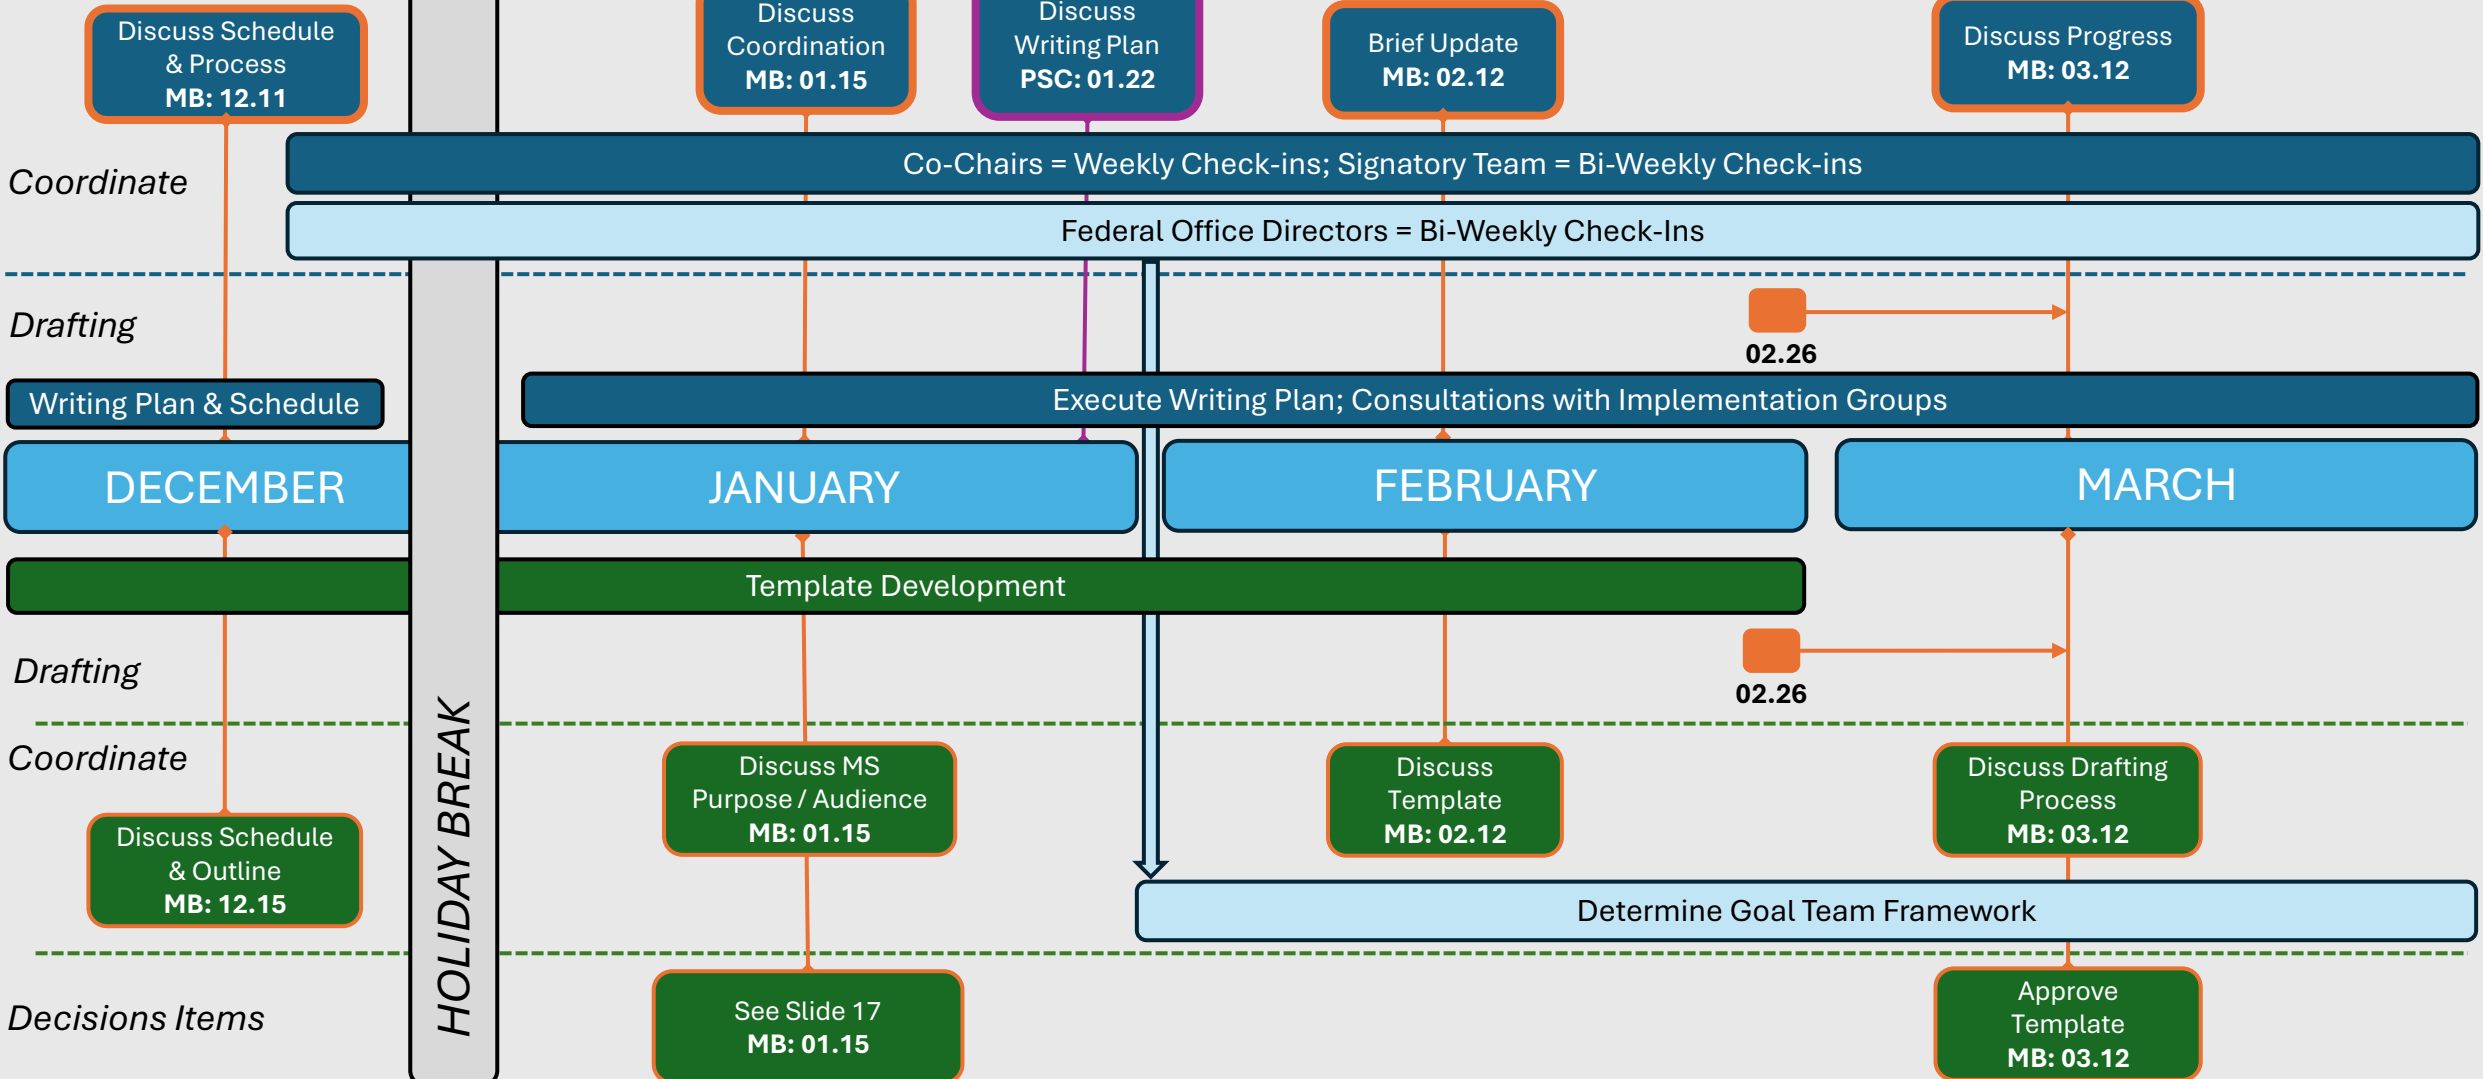 Discuss Schedule
& Process
MB: 12.11
Discuss
Coordination
MB: 01.15
Discuss
Writing Plan
PSC: 01.22
Brief Update
MB: 02.12
Discuss Progress
MB: 03.12
Coordinate
Co-Chairs = Weekly Check-ins; Signatory Team = Bi-Weekly Check-ins
Federal Office Directors = Bi-Weekly Check-Ins
Drafting
02.26
Writing Plan & Schedule
Execute Writing Plan; Consultations with Implementation Groups
DECEMBER
JANUARY
FEBRUARY
MARCH
Template Development
Drafting
02.26
HOLIDAY BREAK
Coordinate
Discuss Schedule
& Outline
MB: 12.15
Discuss MS
Purpose / Audience
MB: 01.15
Discuss
Template
MB: 02.12
Discuss Drafting
Process
MB: 03.12
Determine Goal Team Framework
Decisions Items
See Slide 17
MB: 01.15
Approve
Template
MB: 03.12